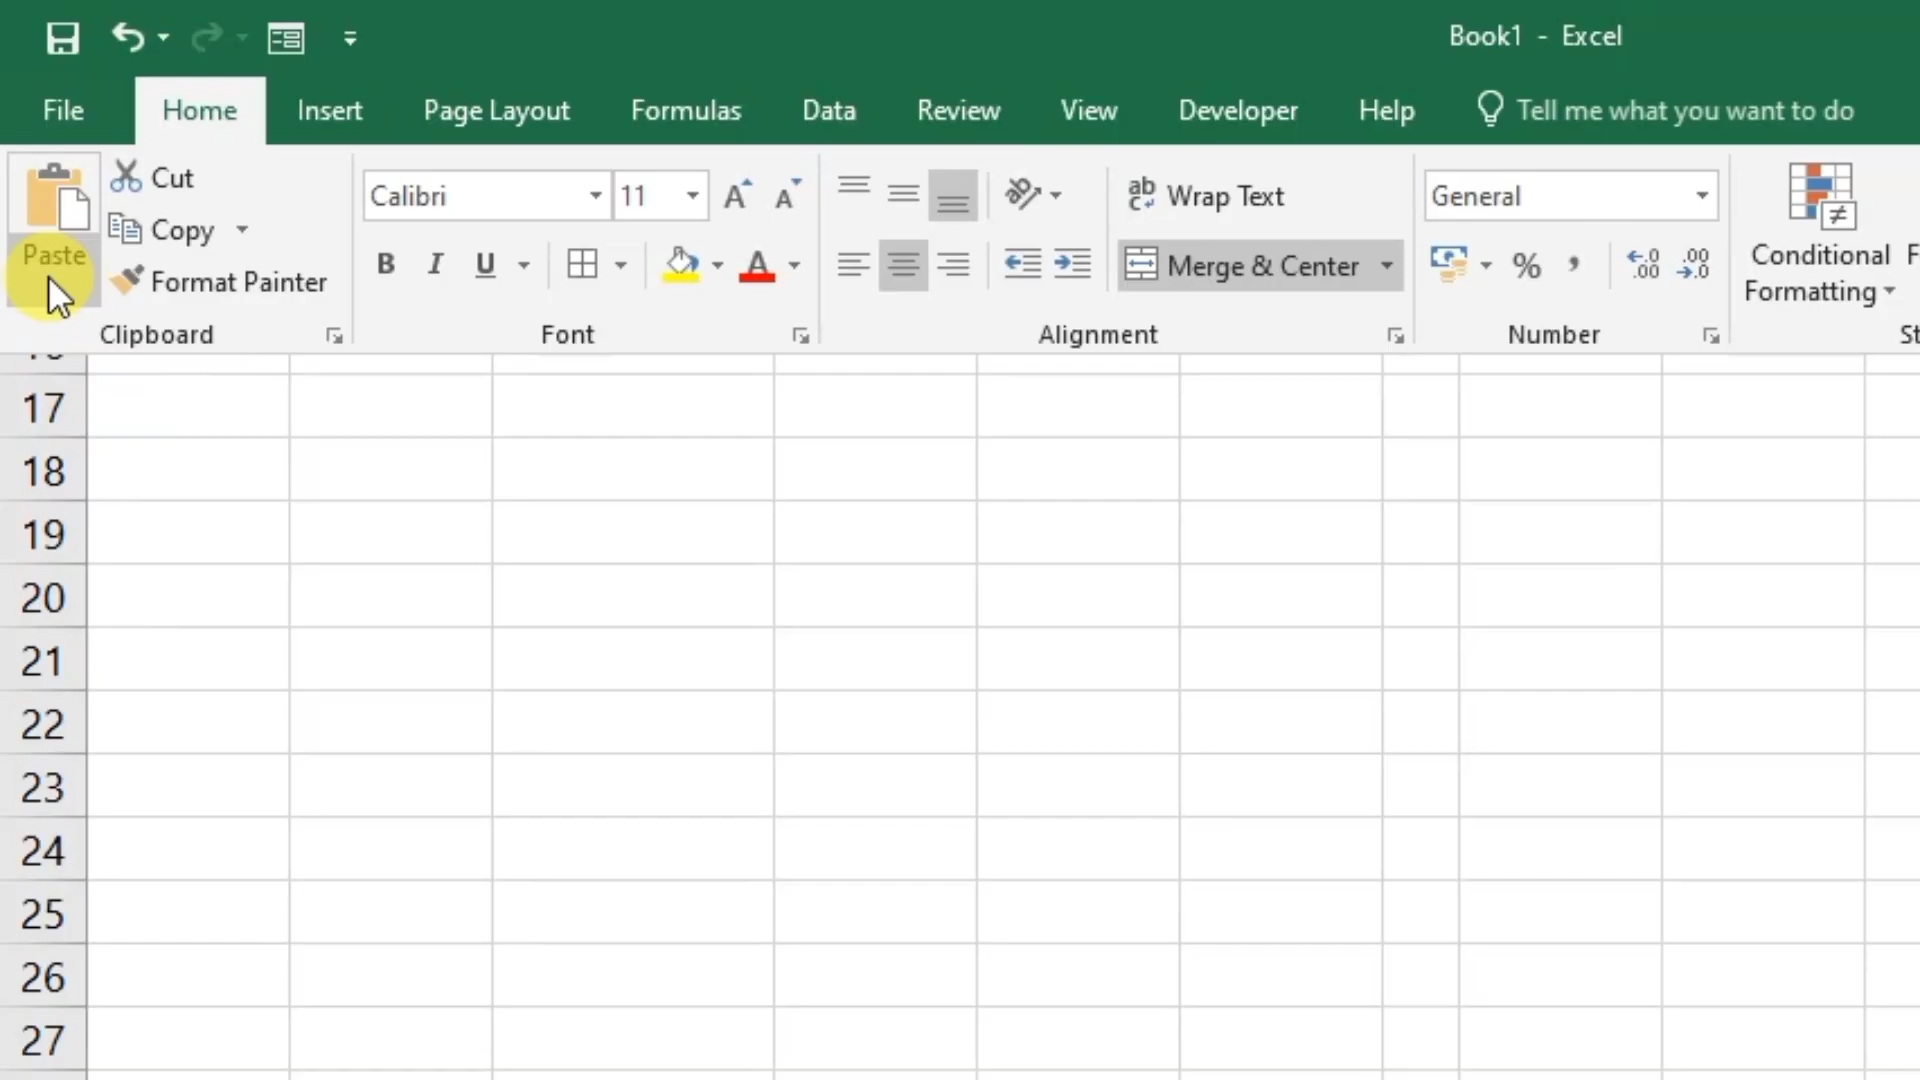 Book1 - Excel
File Home Insert Page Layout Formulas Data Review View Developer Help Tell me what you want to do
Paste
Cut
Copy
Format Painter
Clipboard
Calibri 11
B I U
Font
Wrap Text
Merge & Center
Alignment
General
Number
Conditional
Formatting
17
18
19
20
21
22
23
24
25
26
27